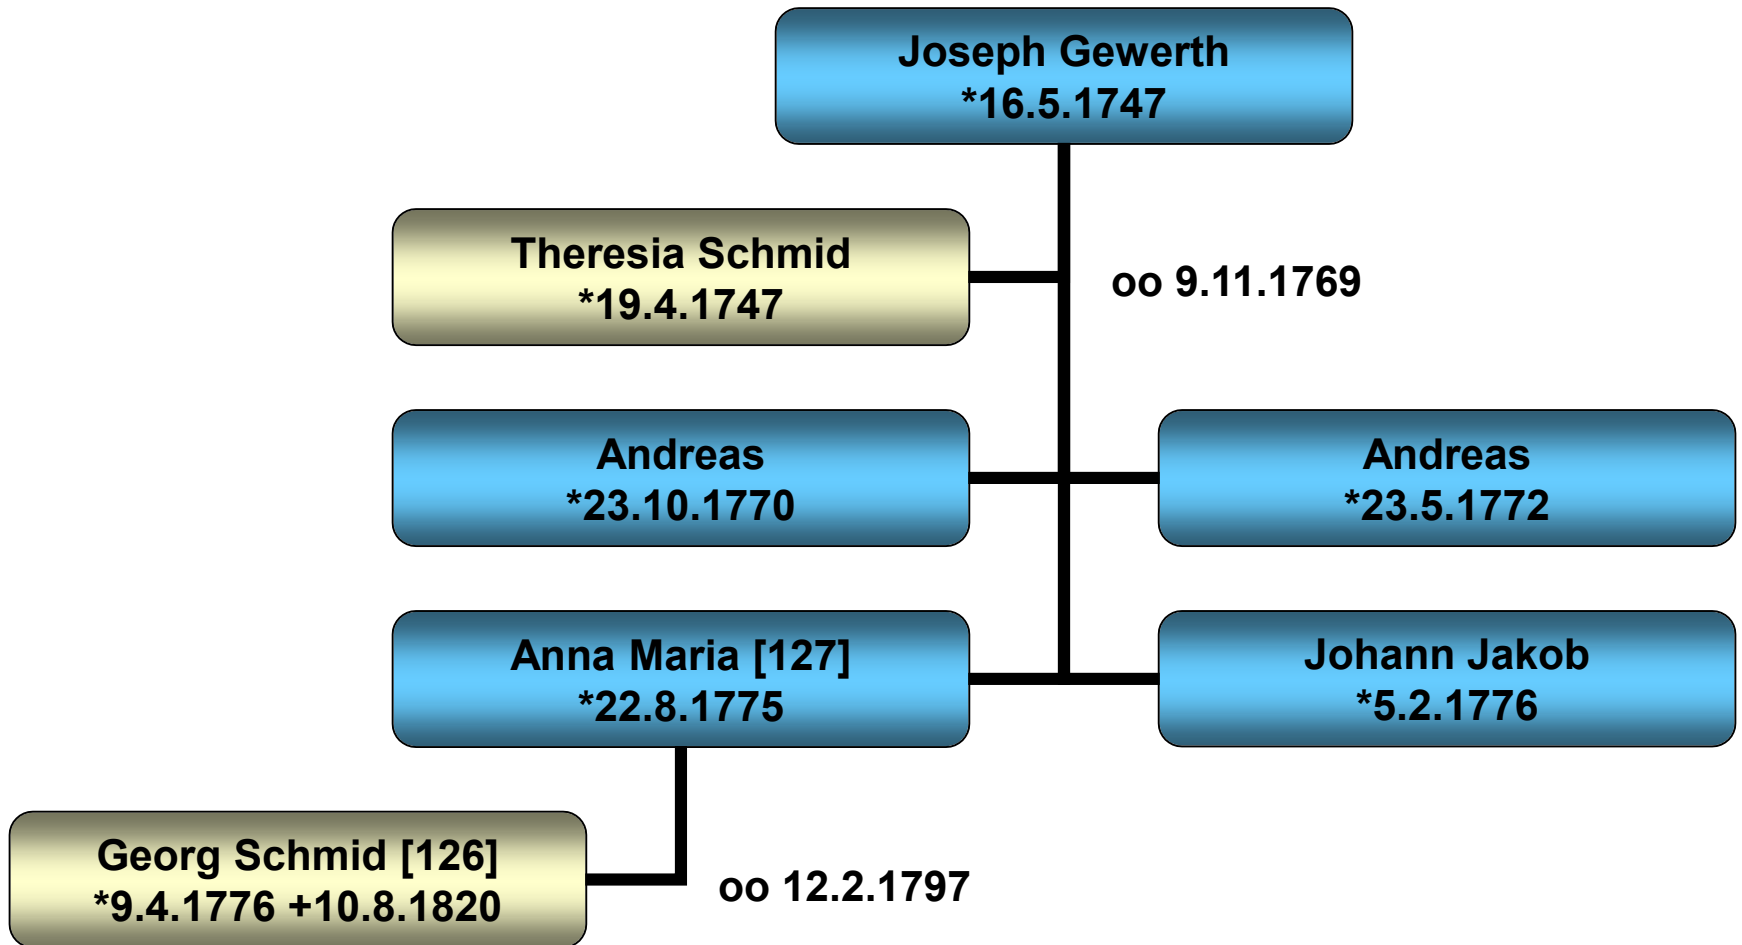 Joseph Gewerth
*16.5.1747
Theresia Schmid
*19.4.1747
oo 9.11.1769
Andreas
*23.10.1770
Andreas
*23.5.1772
Anna Maria [127]
*22.8.1775
Johann Jakob
*5.2.1776
Georg Schmid [126]
*9.4.1776 +10.8.1820
oo 12.2.1797